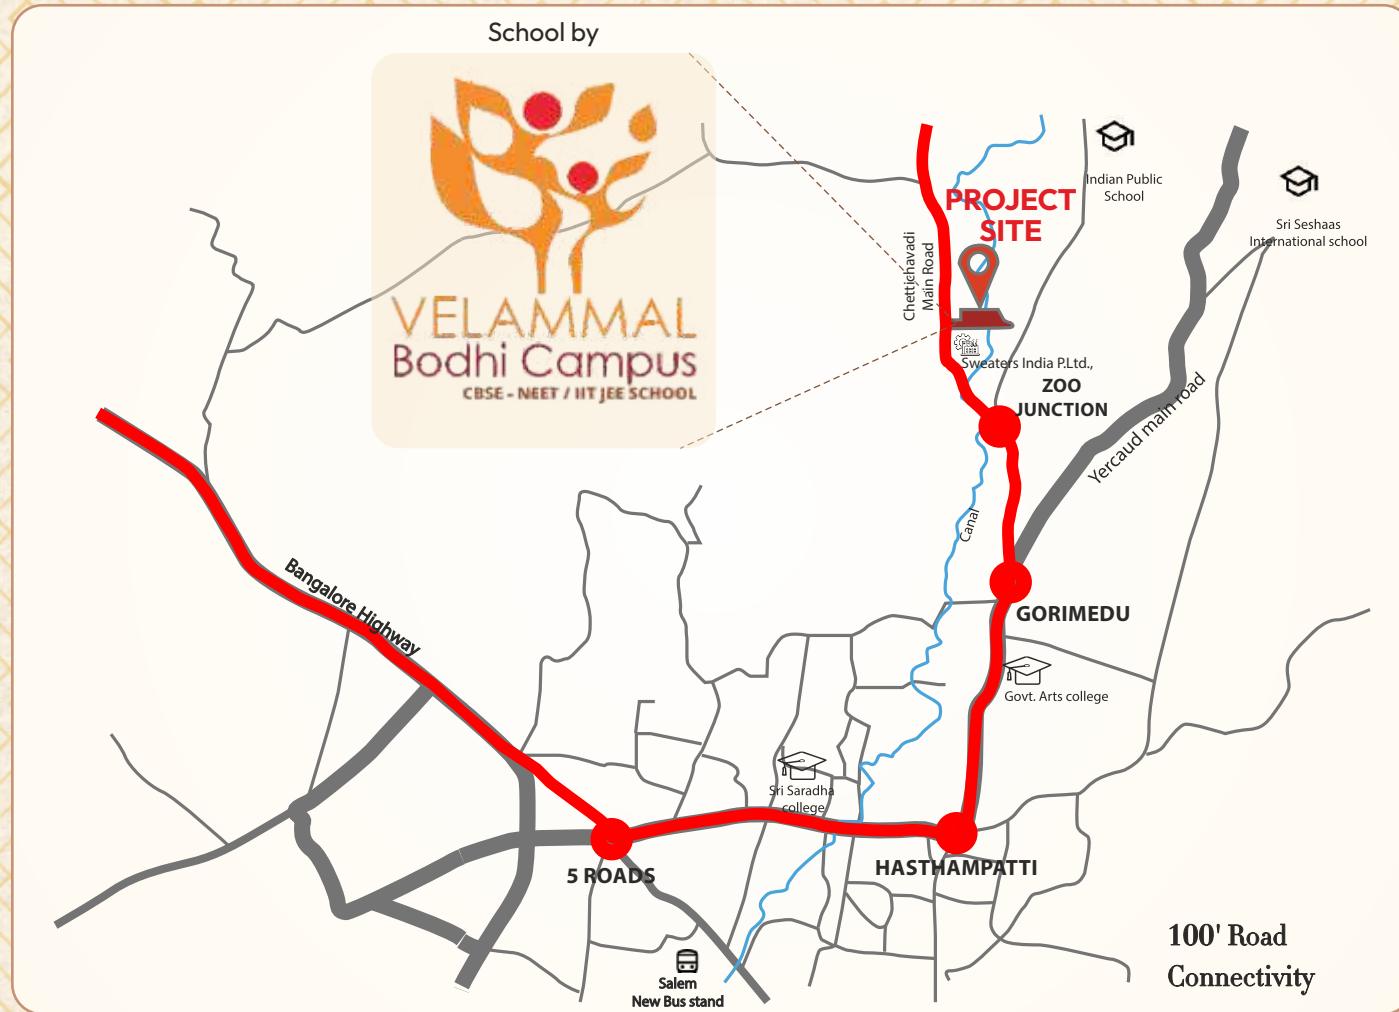 School by
VELAMMAL
Bodhi Campus
CBSE - NEET / IIT JEE SCHOOL
Indian Public
School
PROJECT
SITE
Sri Seshaas
International school
Chettichavadi
Main Road
Sweaters India P.Ltd.,
ZOO
JUNCTION
Yercaud main road
Canal
Bangalore Highway
GORIMEDU
Govt. Arts college
Sri Saradha
college
5 ROADS
HASTHAMPATTI
Salem
New Bus stand
100' Road
Connectivity